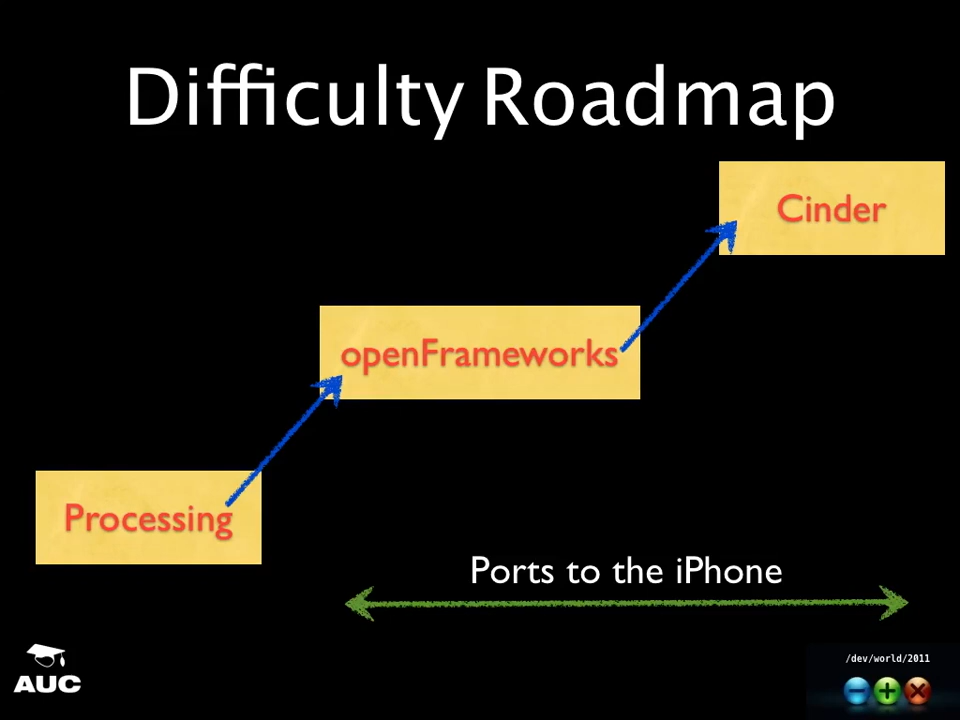 Difficulty Roadmap
Cinder
openFrameworks
Processing
Ports to the iPhone
AUC
/dev/world/2011